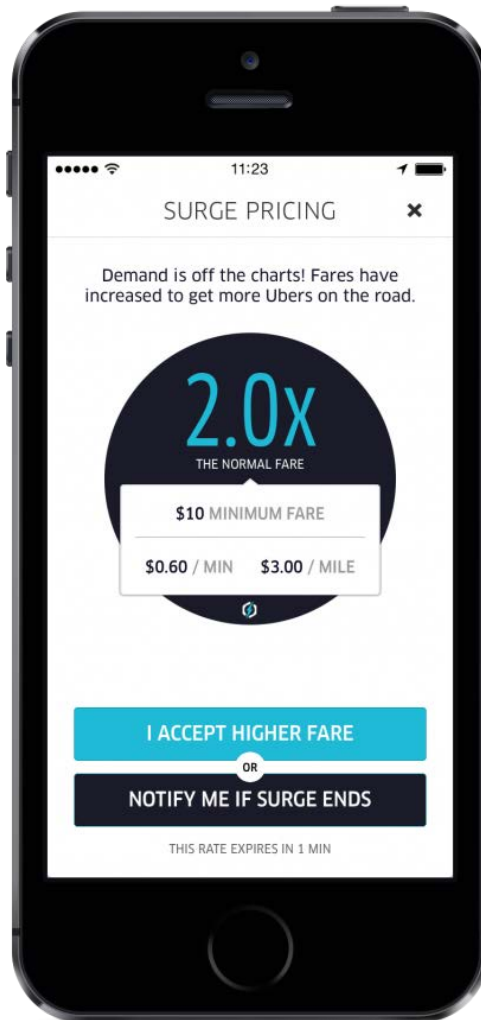 11:23
SURGE PRICING
Demand is off the charts! Fares have
increased to get more Ubers on the road.
2.0x
THE NORMAL FARE
$10 MINIMUM FARE
$0.60 / MIN $3.00 / MILE
I ACCEPT HIGHER FARE
OR
NOTIFY ME IF SURGE ENDS
THIS RATE EXPIRES IN 1 MIN